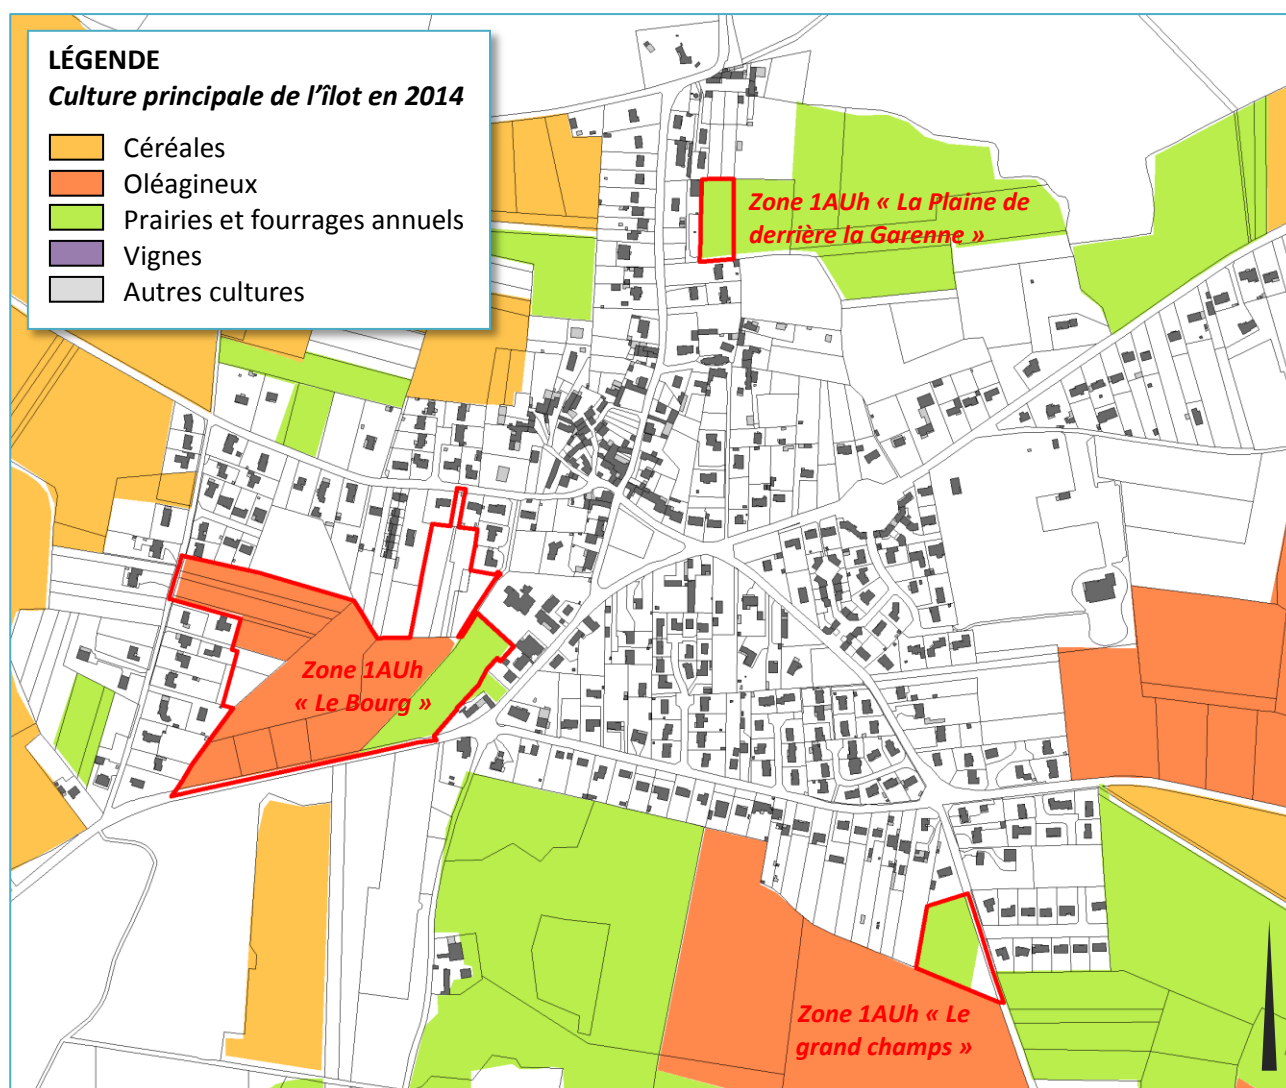 LÉGENDE
Culture principale de l’îlot en 2014
Céréales
Oléagineux
Prairies et fourrages annuels
Vignes
Autres cultures
Zone 1AUh « La Plaine de
derrière la Garenne »
Zone 1AUh
« Le Bourg »
Zone 1AUh « Le
grand champs »